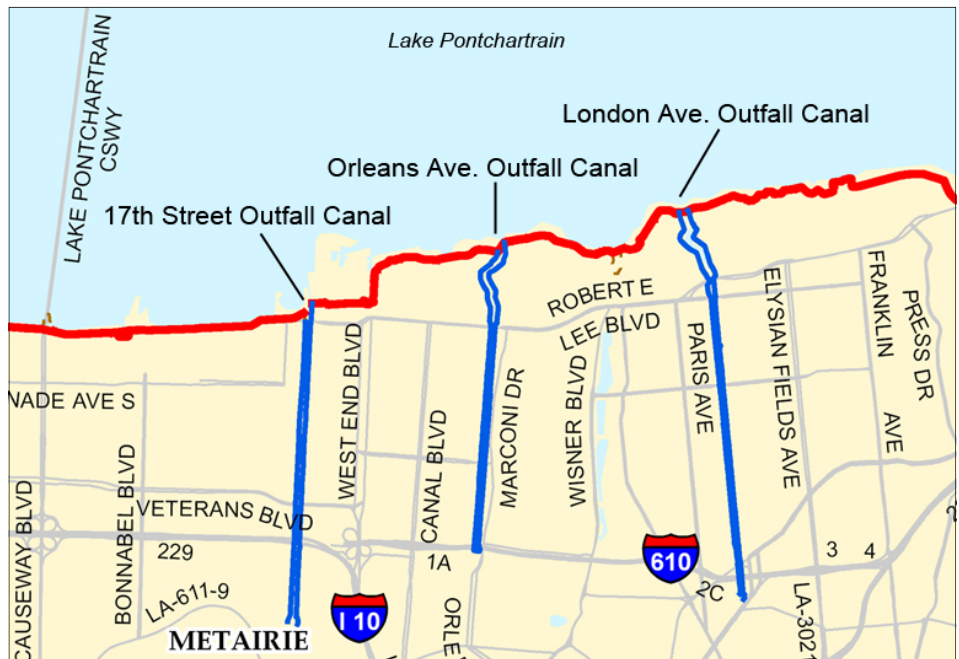 Lake Pontchartrain
LAKE PONTCHARTRAIN
CSWY
London Ave. Outfall Canal
Orleans Ave. Outfall Canal
17th Street Outfall Canal
ROBERT E
LEE BLVD
ELYSIAN FIELDS AVE
FRANKLIN
AVE
PRESS DR
WEST END BLVD
CANAL BLVD
MARCONI DR
WISNER BLVD
PARIS AVE
NADE AVE S
CAUSEWAY BLVD
BONNABEL BLVD
VETERANS BLVD
229
1A
610
3
4
2C
LA-611-9
I 10
ORLE
LA-3021
METAIRIE